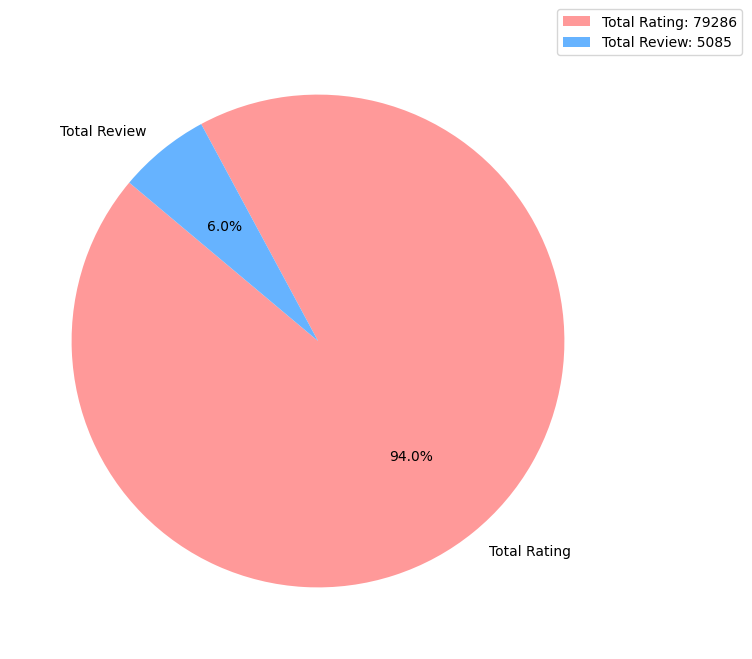 Total Rating: 79286
Total Review: 5085
Total Review
6.0%
94.0%
Total Rating